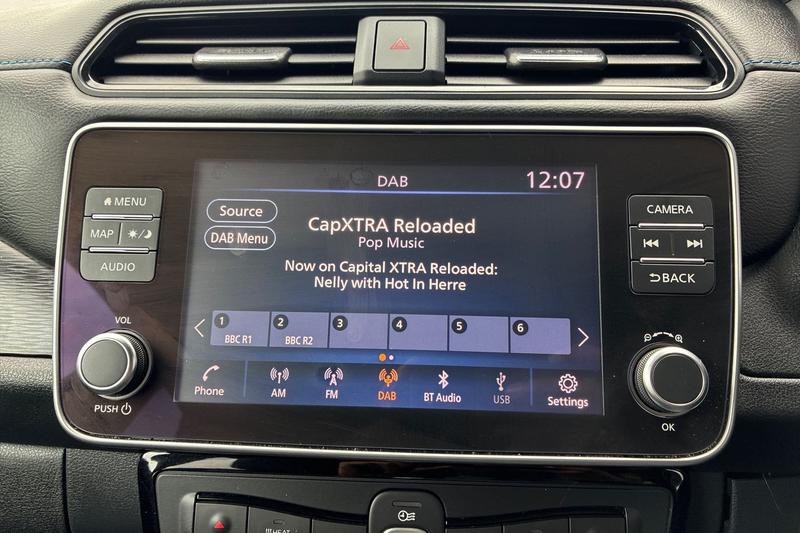 DAB
12:07
MENU
MAP
AUDIO
VOL
PUSH
Source
DAB Menu
CapXTRA Reloaded
Pop Music
Now on Capital XTRA Reloaded:
Nelly with Hot In Herre
1 2 3 4 5 6
BBC R1 BBC R2
Phone
AM FM DAB BT Audio USB
Settings
CAMERA
BACK
OK
HEAT